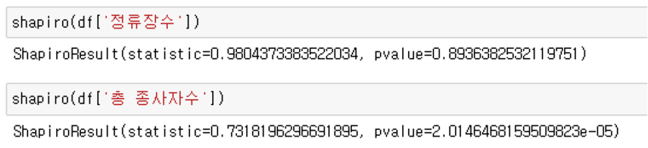 shapiro(df['정류장수'])
ShapiroResult(statistic=0.9804373383522034, pvalue=0.8936382532119751)
shapiro(df['총 종사자수'])
ShapiroResult(statistic=0.7318196296691895, pvalue=2.0146468159509823e-05)